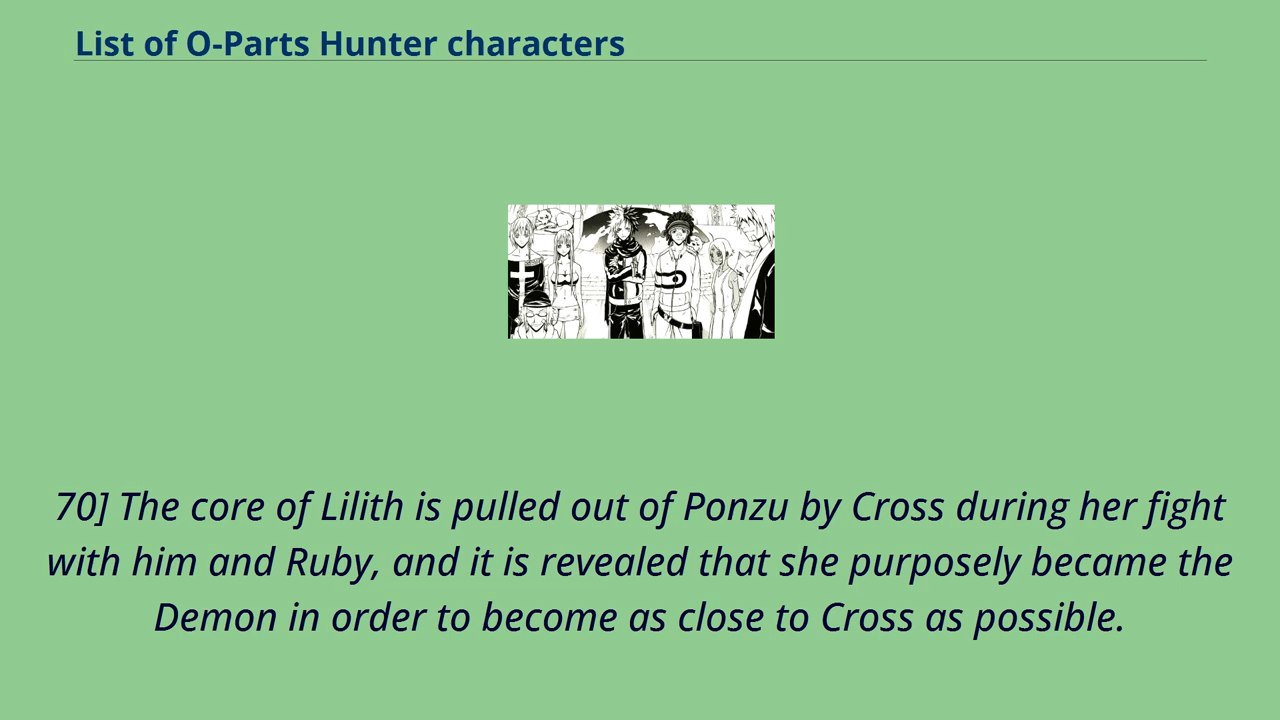 List of O-Parts Hunter characters
70] The core of Lilith is pulled out of Ponzu by Cross during her fight
with him and Ruby, and it is revealed that she purposely became the
Demon in order to become as close to Cross as possible.